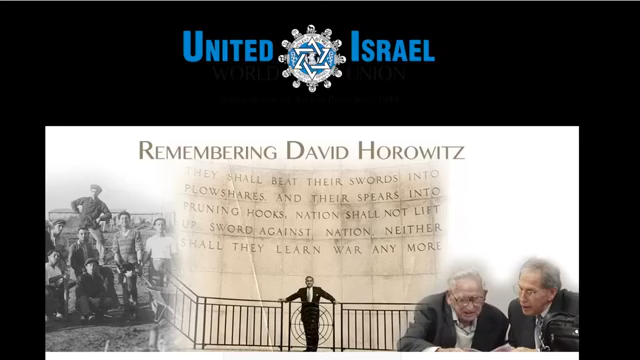 UNITED ISRAEL
WORLD UNION
REMEMBERING DAVID HOROWITZ
THEY SHALL BEAT THEIR SWORDS INTO
PLOWSHARES. AND THEIR SPEARS INTO
PRUNING HOOKS. NATION SHALL NOT LIFT
UP SWORD AGAINST NATION. NEITHER
SHALL THEY LEARN WAR ANY MORE